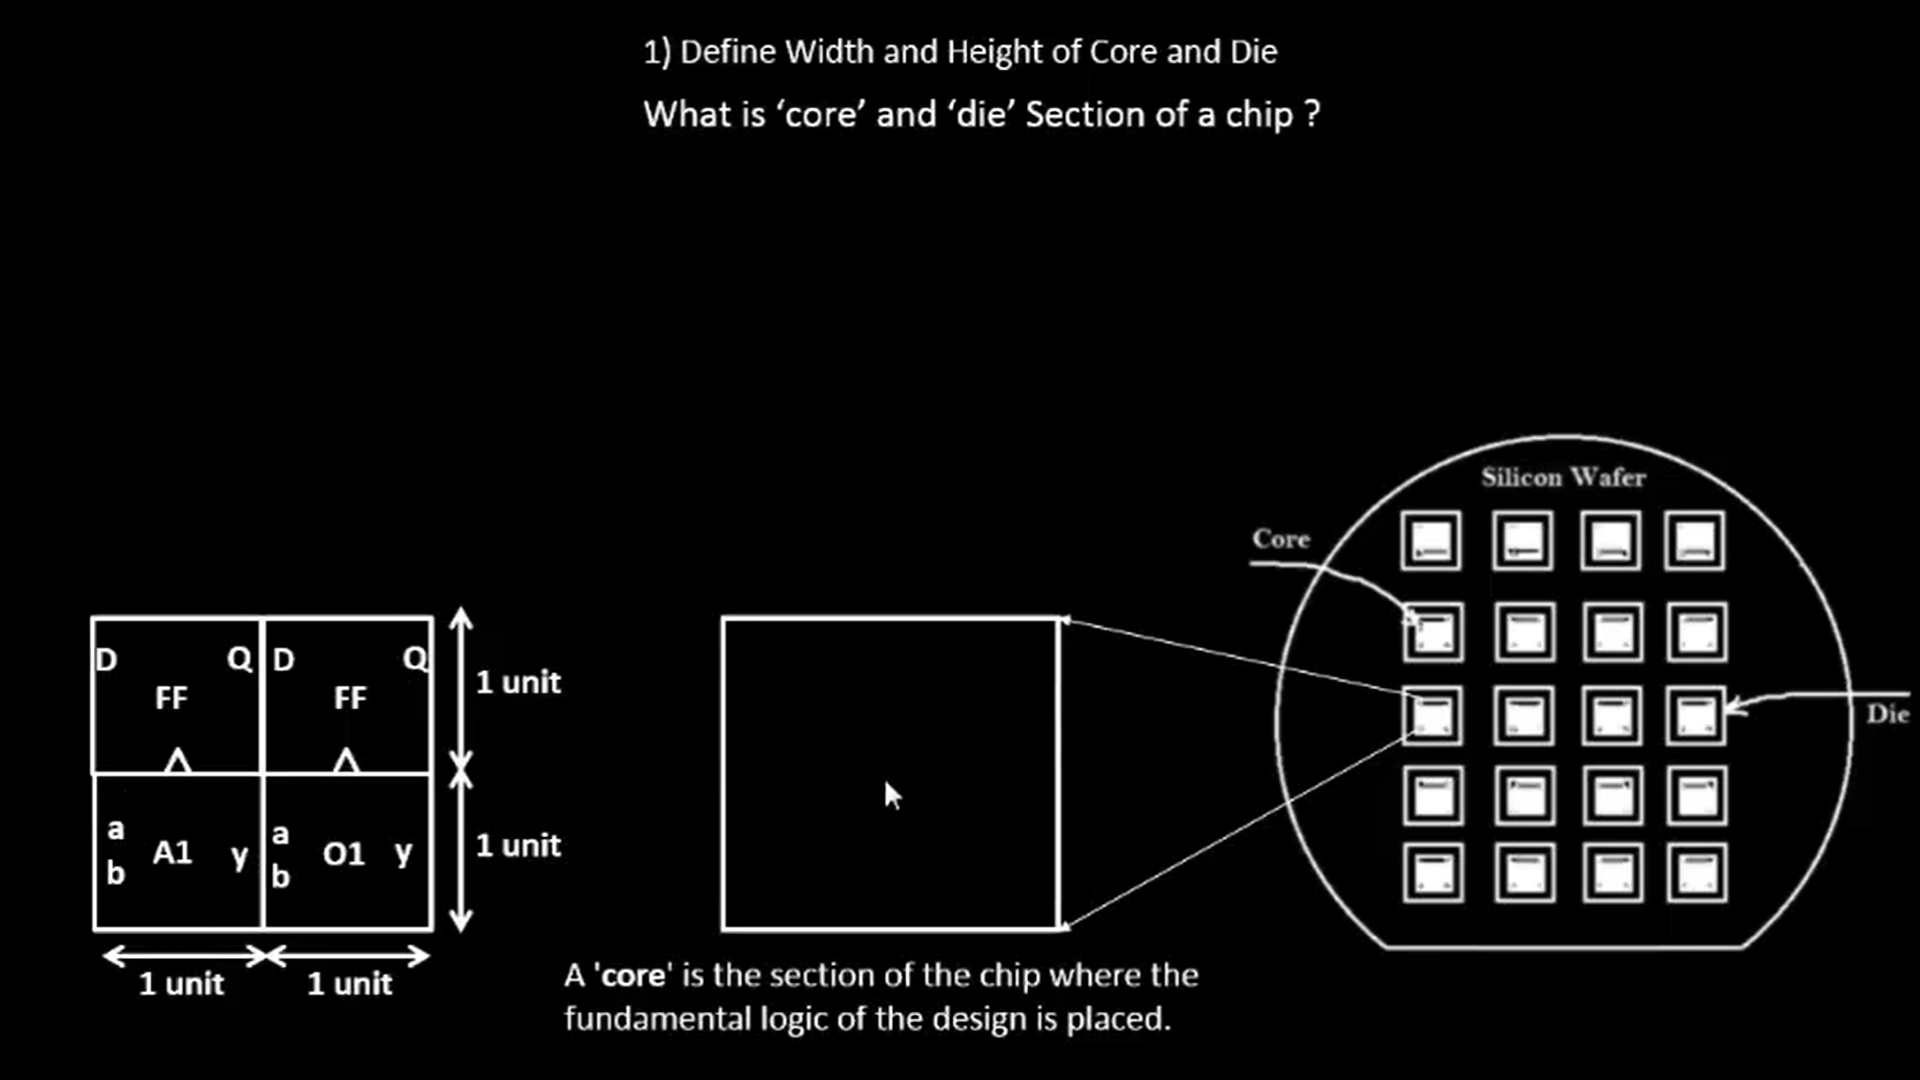 1) Define Width and Height of Core and Die
What is ‘core’ and ‘die’ Section of a chip ?
Silicon Wafer
Core
Die
D Q D Q
FF FF
1 unit
a A1 y a O1 y
b b
1 unit
1 unit 1 unit
A 'core' is the section of the chip where the
fundamental logic of the design is placed.